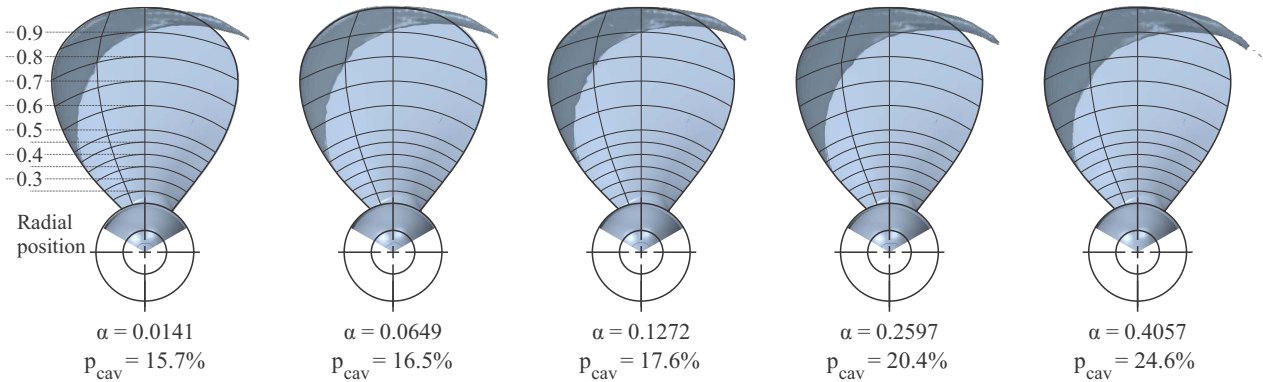 0.9
0.8
0.7
0.6
0.5
0.4
0.3
Radial
position
α = 0.0141
p_cav = 15.7%
α = 0.0649
p_cav = 16.5%
α = 0.1272
p_cav = 17.6%
α = 0.2597
p_cav = 20.4%
α = 0.4057
p_cav = 24.6%